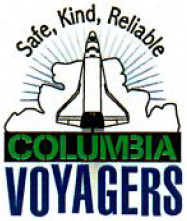 Safe, Kind, Reliable
COLUMBIA
VOYAGERS